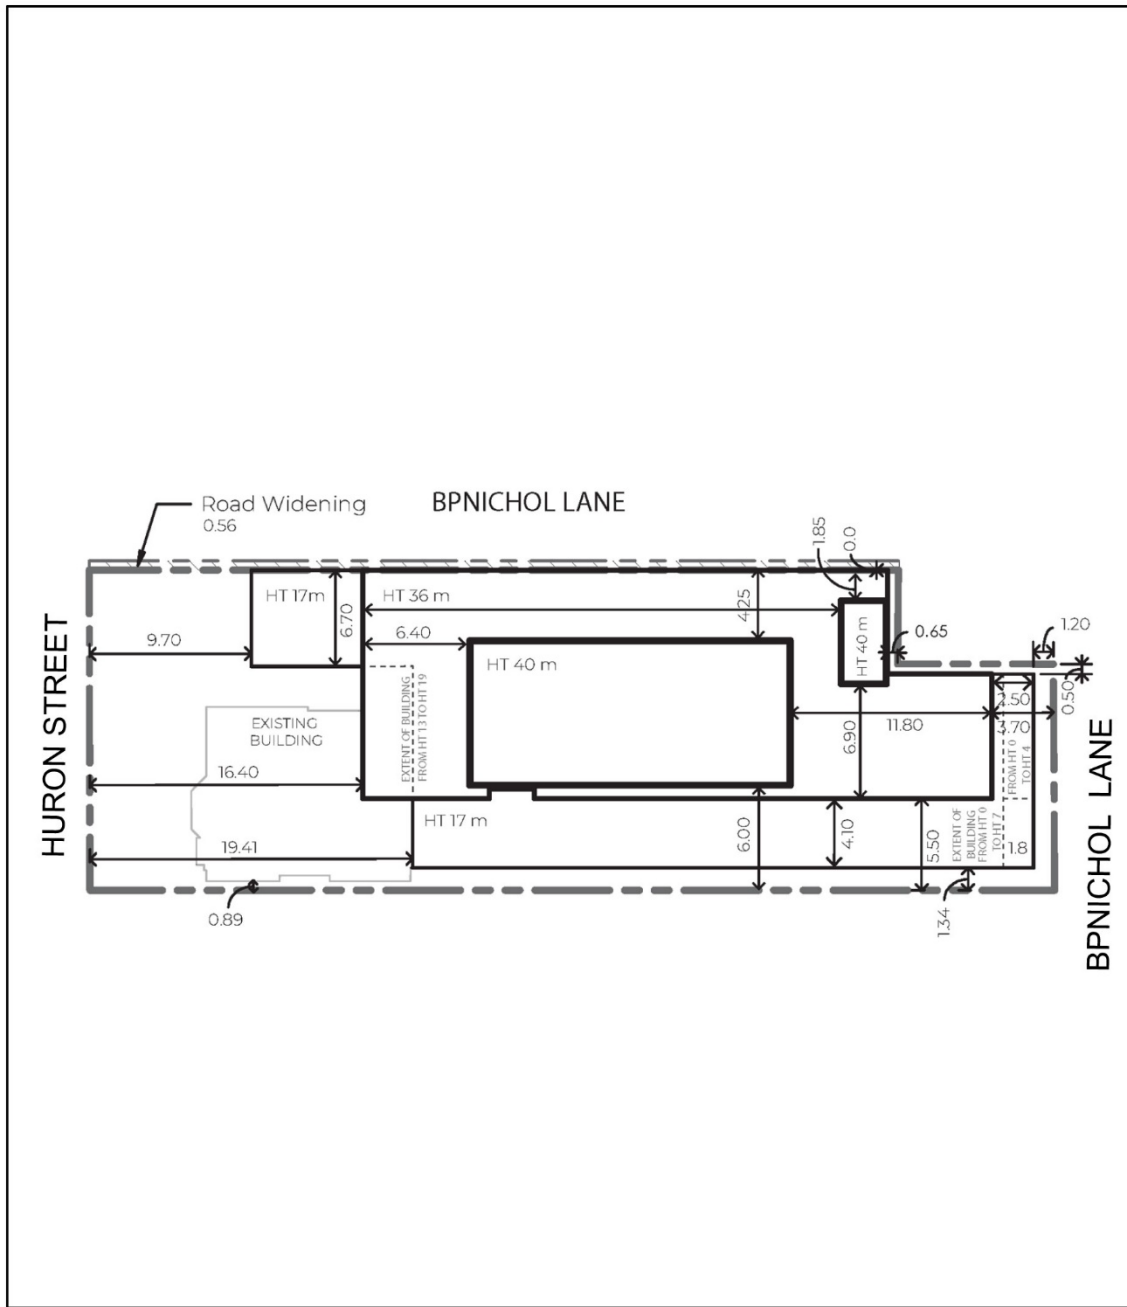 Road Widening
0.56
BPNICHOL LANE
1.85
0.0
HT 17m
6.70
HT 36 m
4.25
HT 40 m
0.65
1.20
9.70
6.40
HT 40 m
0.50
HURON STREET
EXISTING
BUILDING
EXTENT OF BUILDING
FROM HT 13 TO HT 19
6.90
11.80
2.50
3.70
FROM HT 0
TO HT 4
BPNICHOL LANE
16.40
HT 17 m
19.41
6.00
4.10
5.50
EXTENT OF
BUILDING
FROM HT 0
TO HT 7
1.8
0.89
1.34